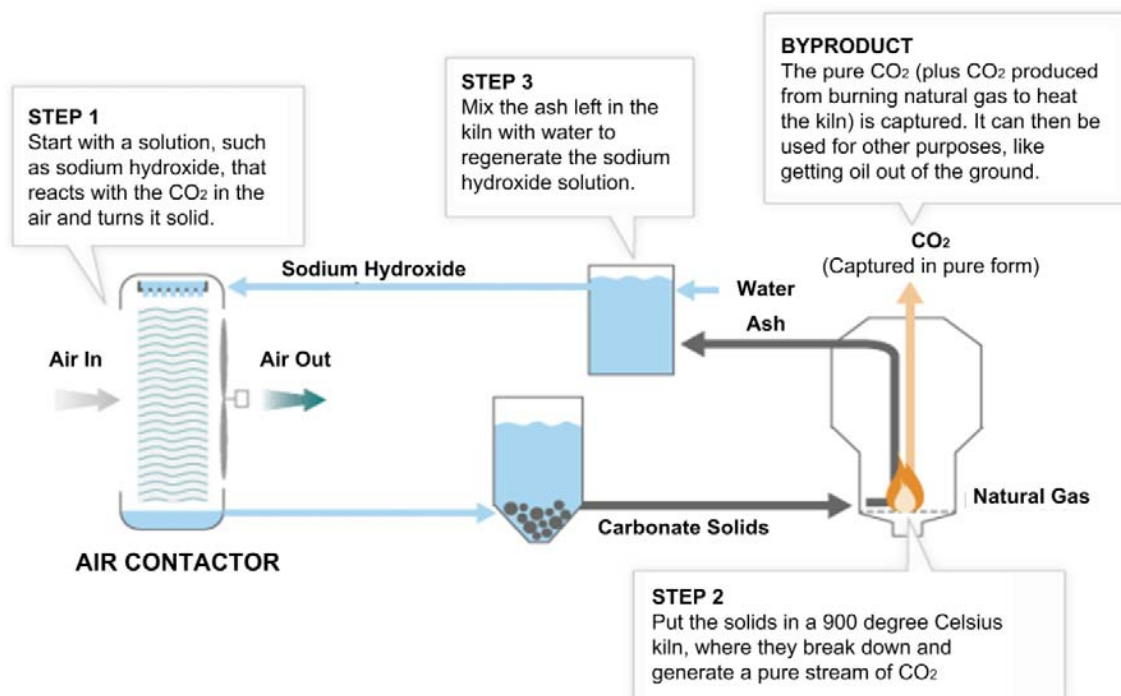 STEP 1
Start with a solution, such
as sodium hydroxide, that
reacts with the CO₂ in the
air and turns it solid.
STEP 3
Mix the ash left in the
kiln with water to
regenerate the sodium
hydroxide solution.
BYPRODUCT
The pure CO₂ (plus CO₂ produced
from burning natural gas to heat
the kiln) is captured. It can then be
used for other purposes, like
getting oil out of the ground.
CO₂
(Captured in pure form)
Sodium Hydroxide
Water
Ash
Air In
Air Out
Natural Gas
Carbonate Solids
AIR CONTACTOR
STEP 2
Put the solids in a 900 degree Celsius
kiln, where they break down and
generate a pure stream of CO₂